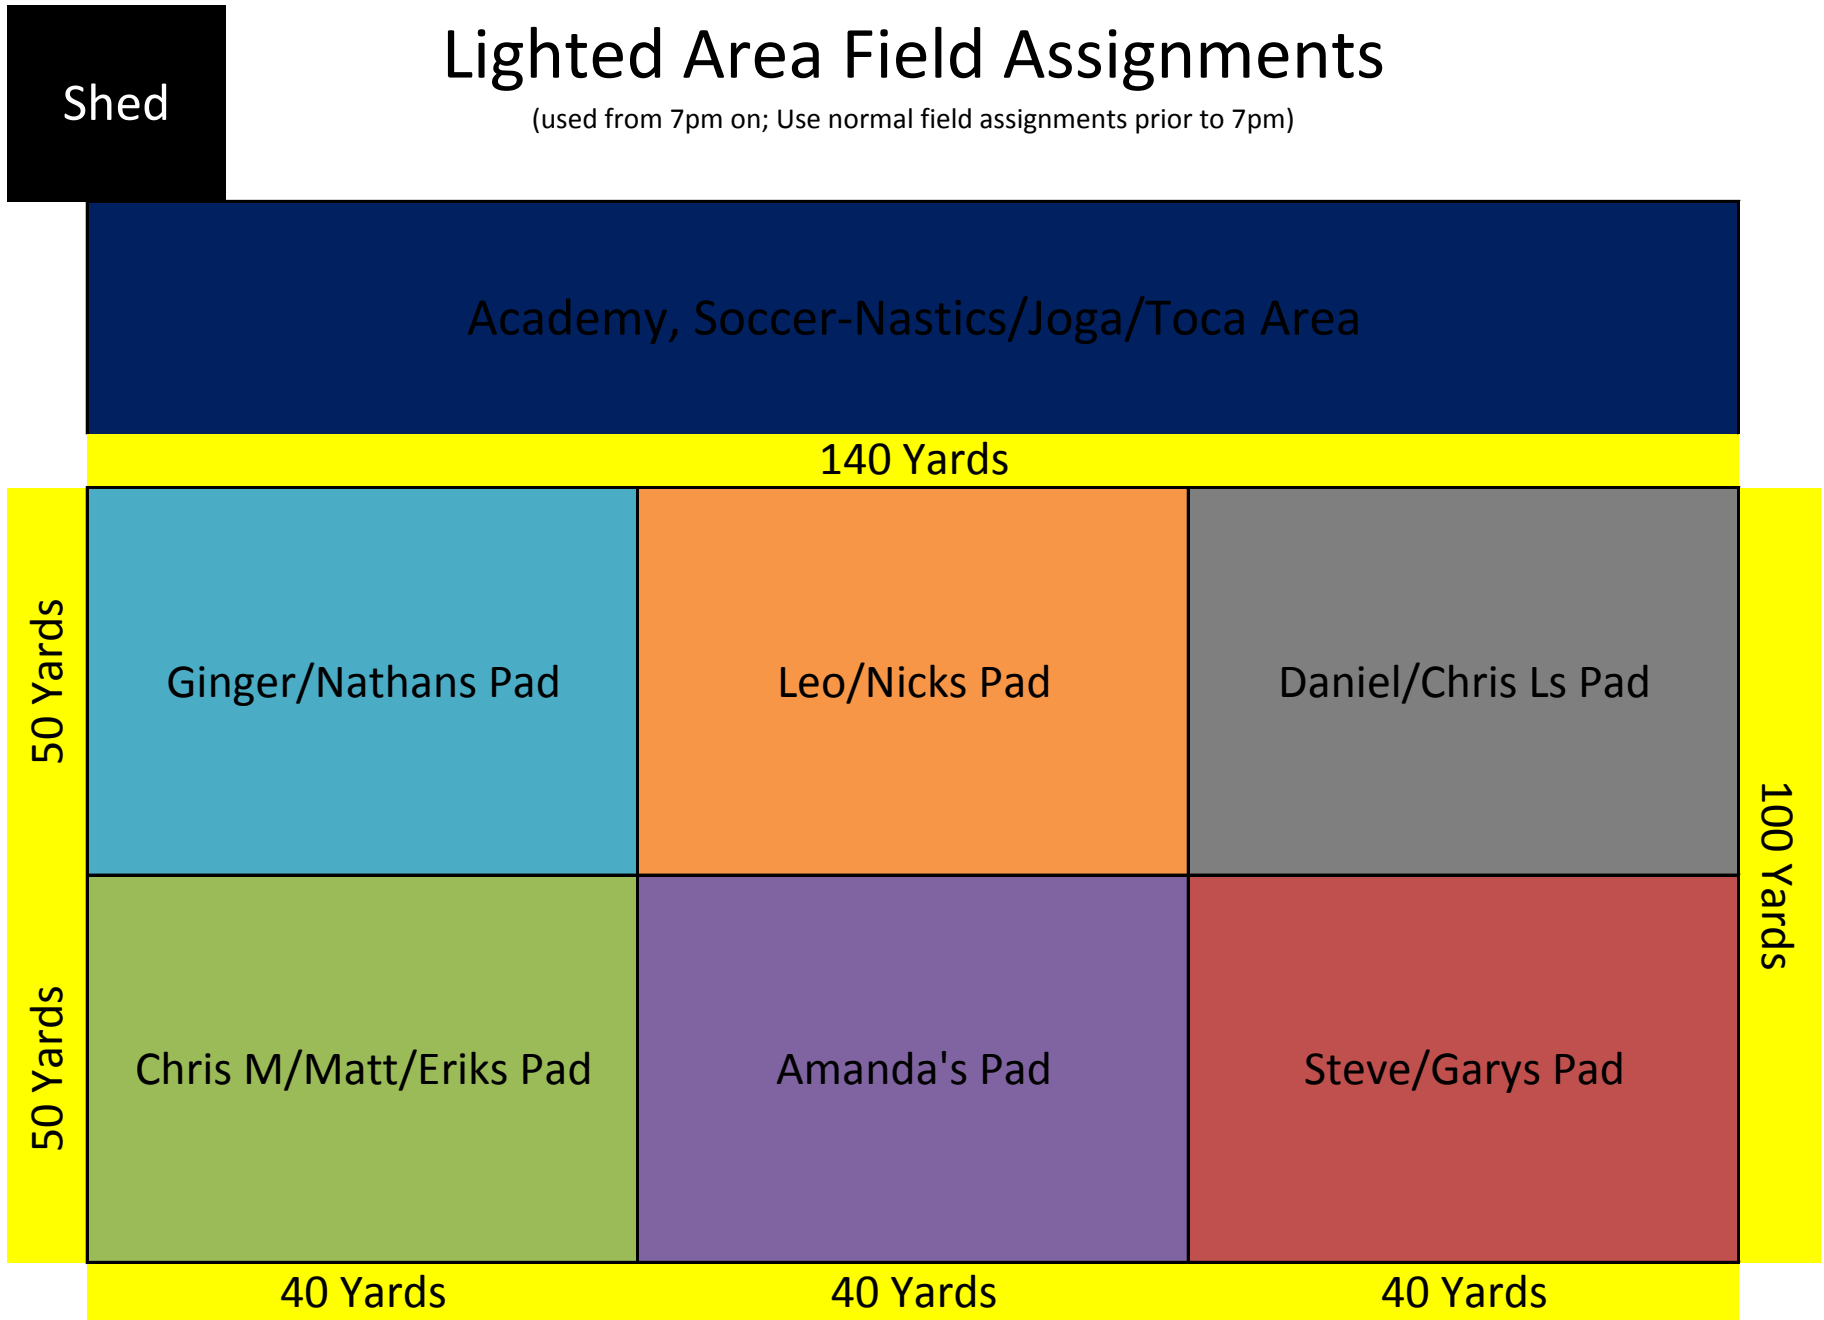 Shed
Lighted Area Field Assignments
(used from 7pm on; Use normal field assignments prior to 7pm)
Academy, Soccer-Nastics/Joga/Toca Area
140 Yards
50 Yards
Ginger/Nathans Pad
Leo/Nicks Pad
Daniel/Chris Ls Pad
100 Yards
50 Yards
Chris M/Matt/Eriks Pad
Amanda's Pad
Steve/Garys Pad
40 Yards
40 Yards
40 Yards